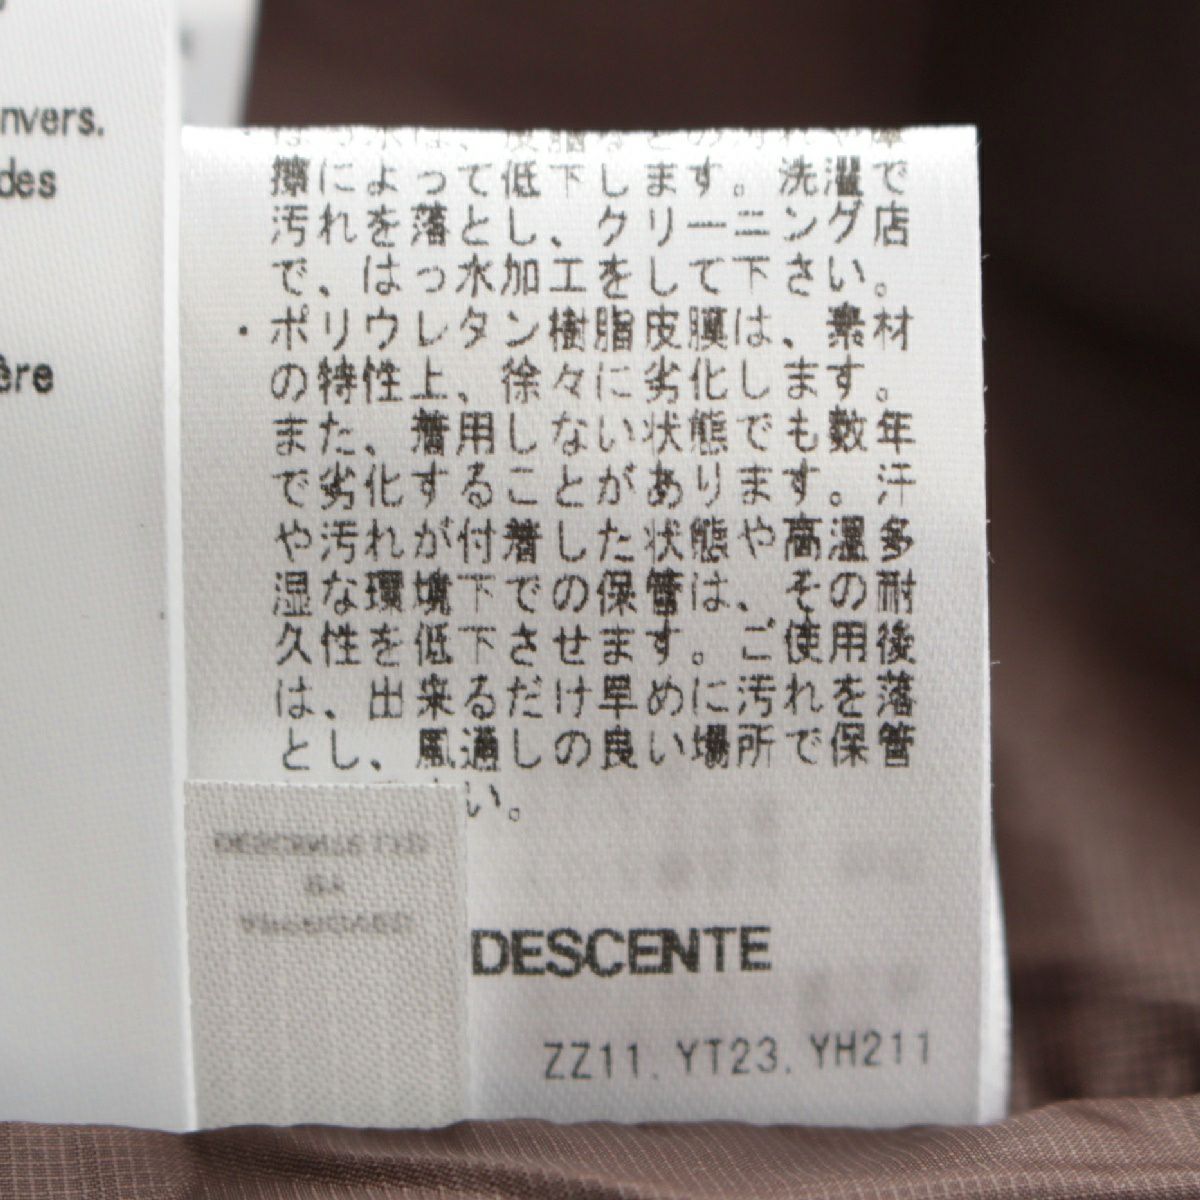 nvers.
des
ère
擦によって低下します。洗濯で
汚れを落とし、クリーニング店
で、はっ水加工をして下さい。
・ポリウレタン樹脂皮膜は、素材
の特性上、徐々に劣化します。
また、着用しない状態でも数年
で劣化することがあります。汗
や汚れが付着した状態や高温多
湿な環境下での保管は、その耐
久性を低下させます。ご使用後
は、出来るだけ早めに汚れを落
とし、風通しの良い場所で保管
い。
DESCENTE
ZZ11. YT23. YH211